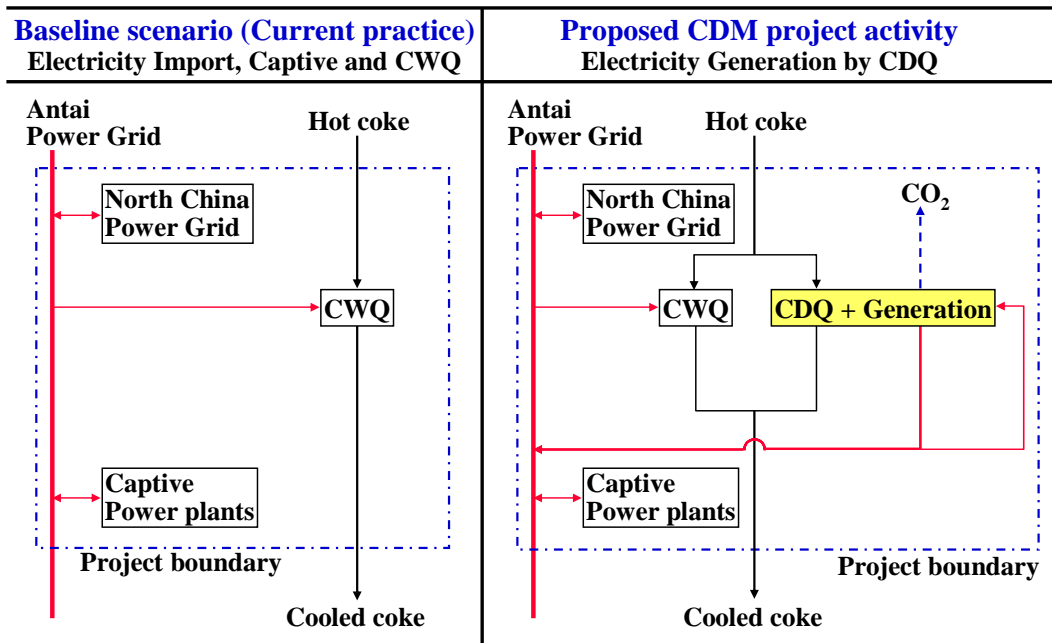 Baseline scenario (Current practice)
Electricity Import, Captive and CWQ
Antai
Power Grid
Hot coke
North China
Power Grid
CWQ
Captive
Power plants
Project boundary
Cooled coke
Proposed CDM project activity
Electricity Generation by CDQ
Antai
Power Grid
Hot coke
North China
Power Grid
CO₂
CWQ
CDQ + Generation
Captive
Power plants
Project boundary
Cooled coke